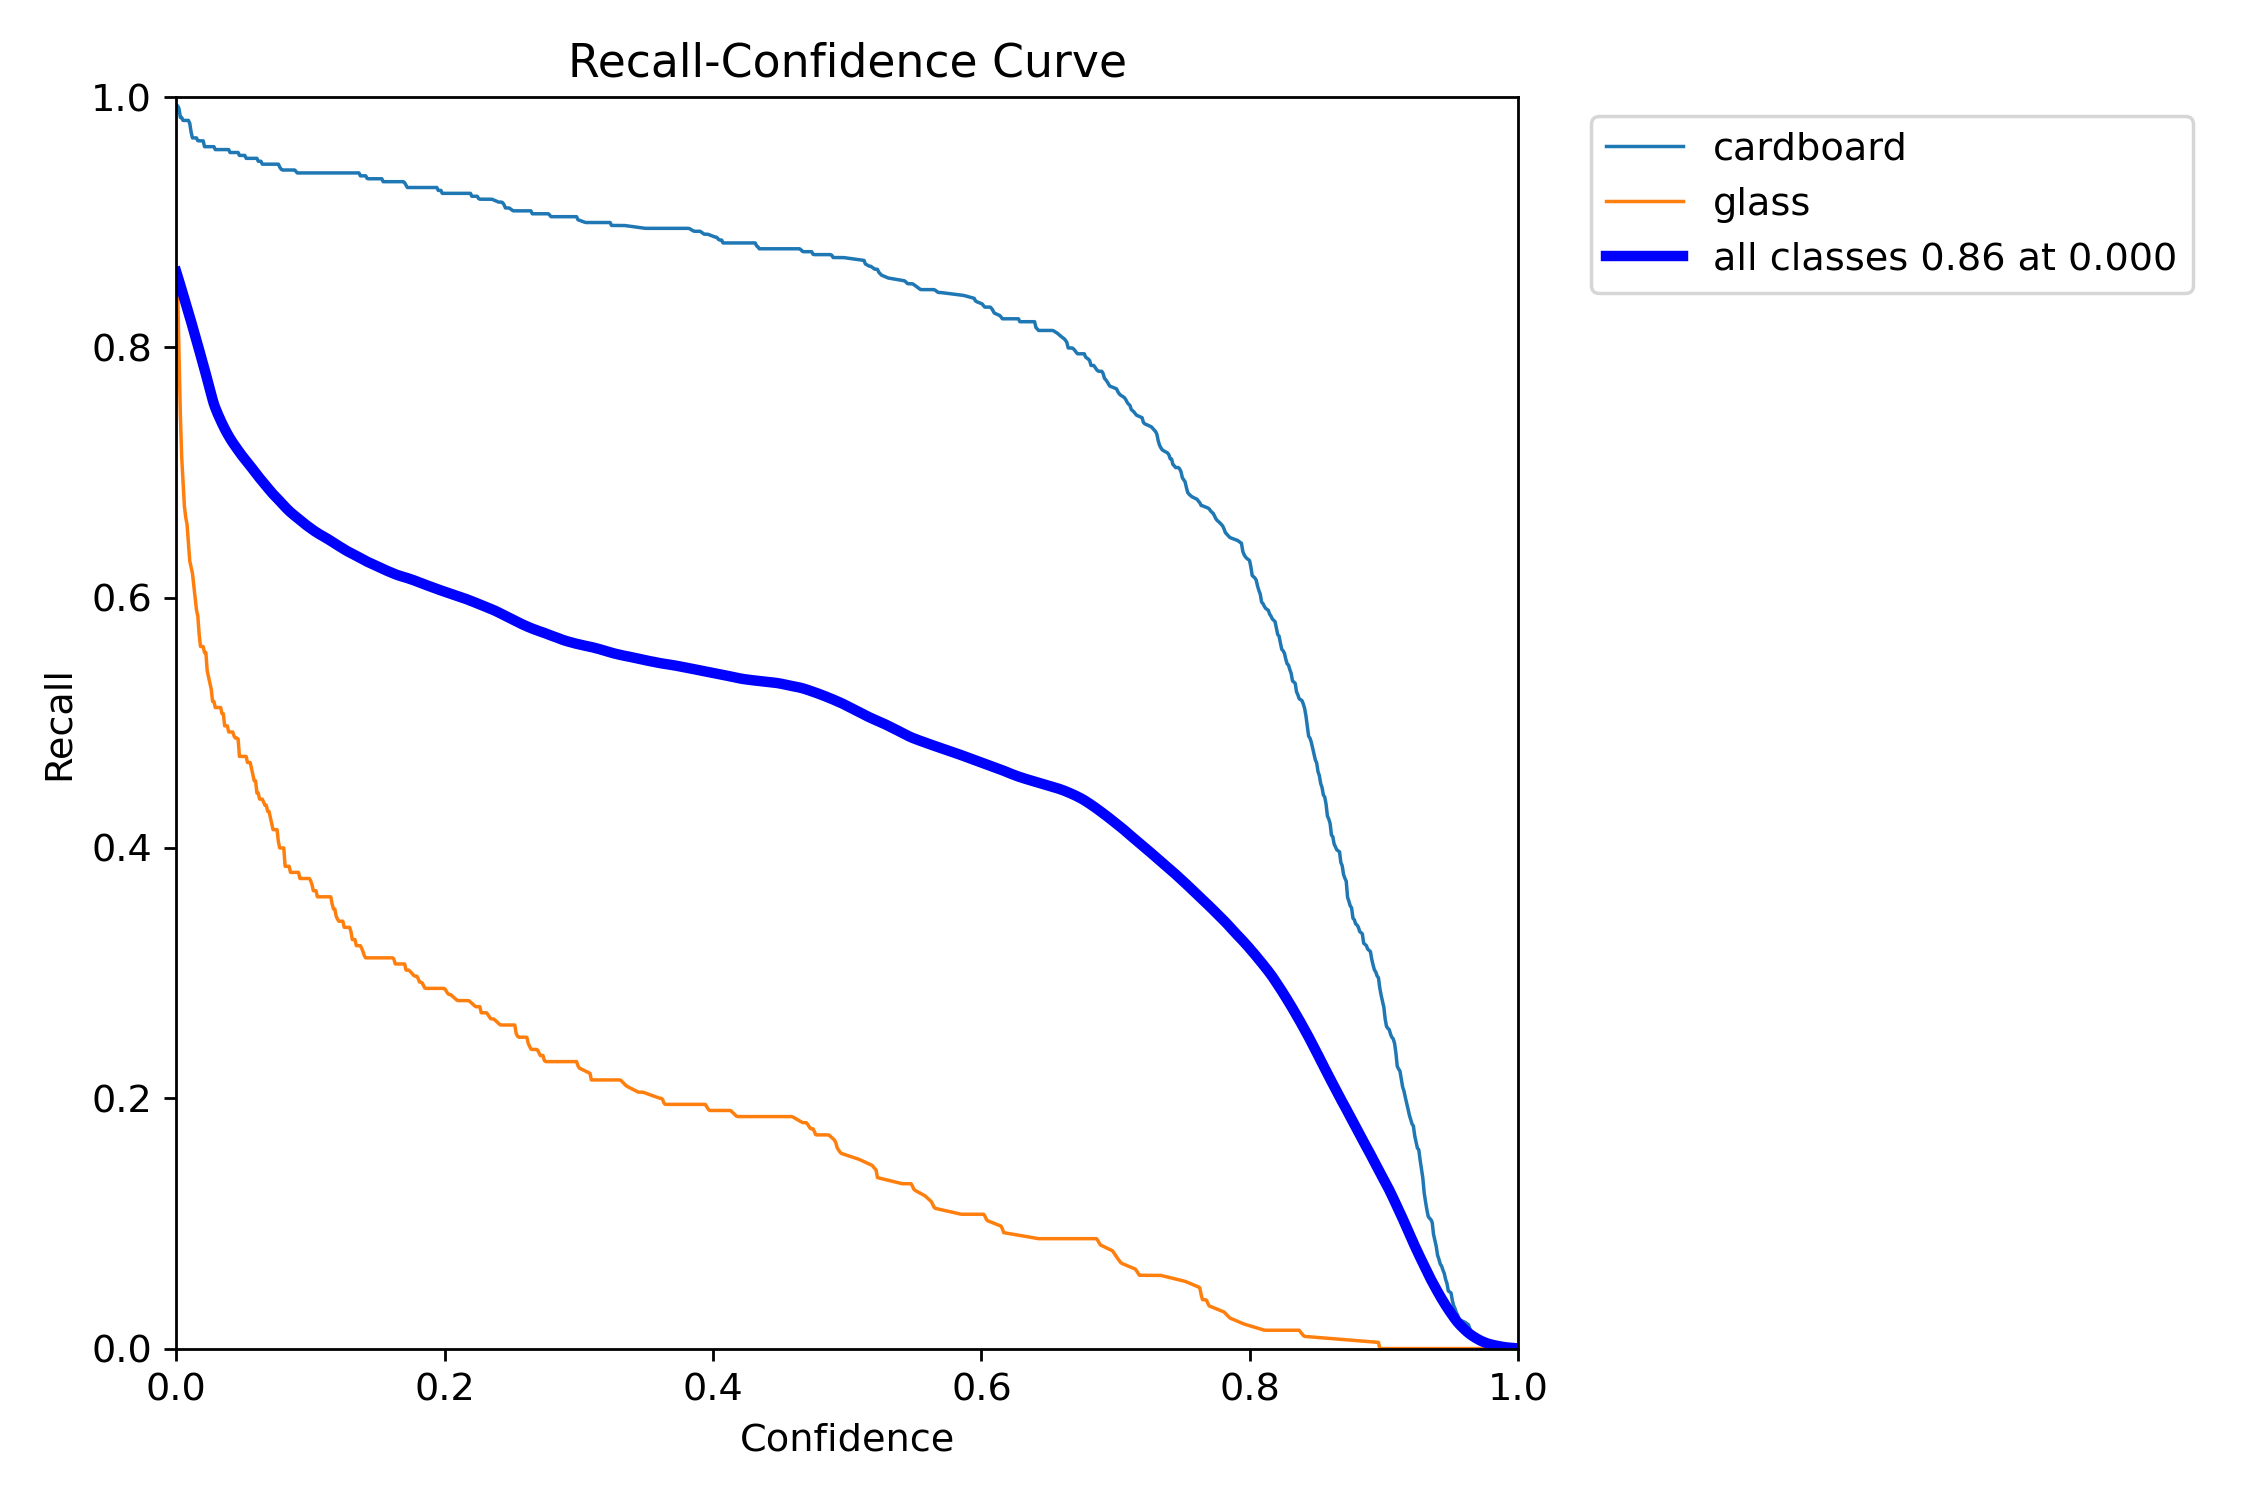 Recall-Confidence Curve
1.0
0.8
0.6
0.4
0.2
0.0
Recall
0.0 0.2 0.4 0.6 0.8 1.0
Confidence
cardboard
glass
all classes 0.86 at 0.000